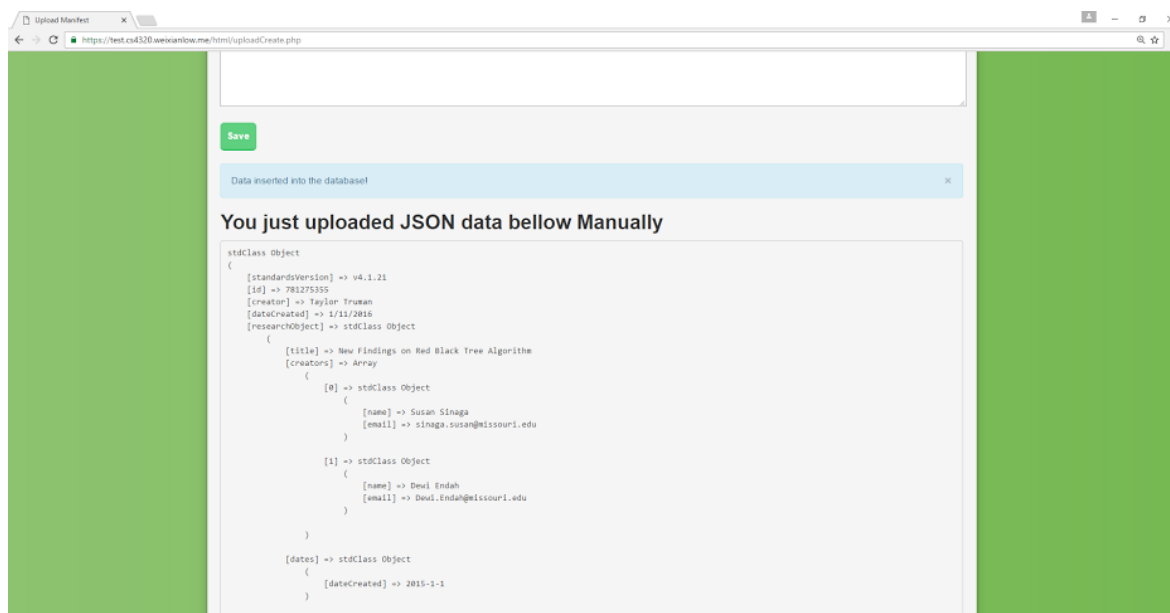 Upload Manifest
https://test.cs4320.weixianlow.me/html/uploadCreate.php
Save
Data inserted into the database!
You just uploaded JSON data bellow Manually
stdClass Object
(
[standardsVersion] => v4.1.21
[id] => 781275355
[creator] => Taylor Truman
[dateCreated] => 1/11/2016
[researchObject] => stdClass Object
(
[title] => New Findings on Red Black Tree Algorithm
[creators] => Array
(
[0] => stdClass Object
(
[name] => Susan Sinaga
[email] => sinaga.susan@missouri.edu
)
[1] => stdClass Object
(
[name] => Dewi Endah
[email] => Dewi.Endah@missouri.edu
)
)
[dates] => stdClass Object
(
[dateCreated] => 2015-1-1
)